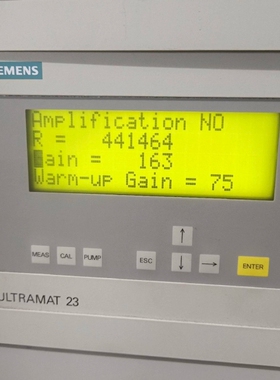 SIEMENS
Amplification NO
R = 441464
Gain = 163
Warm-up Gain = 75
↑
MEAS CAL PUMP ESC ↓ → ENTER
ULTRAMAT 23